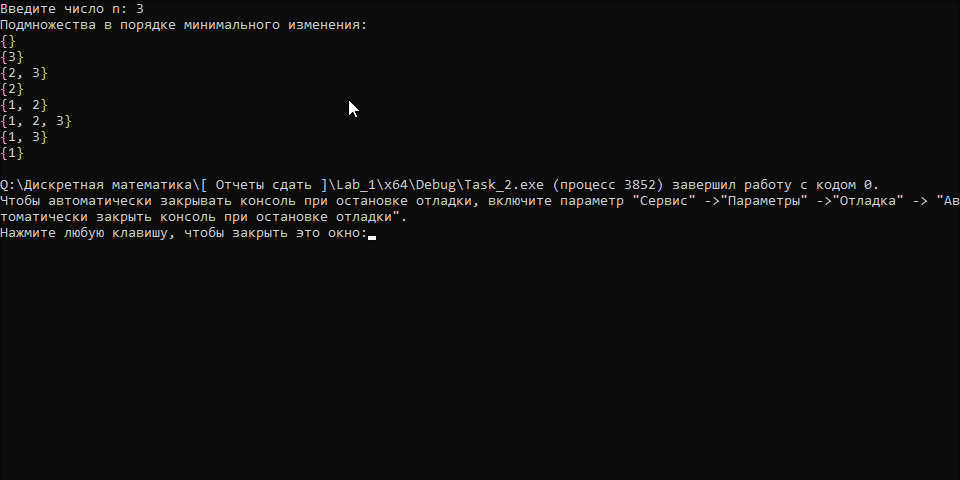 Введите число n: 3
Подмножества в порядке минимального изменения:
{}
{3}
{2, 3}
{2}
{1, 2}
{1, 2, 3}
{1, 3}
{1}
Q:\Дискретная математика\[ Отчеты сдать ]\Lab_1\x64\Debug\Task_2.exe (процесс 3852) завершил работу с кодом 0.
Чтобы автоматически закрывать консоль при остановке отладки, включите параметр "Сервис" ->"Параметры" ->"Отладка" -> "Ав
томатически закрыть консоль при остановке отладки".
Нажмите любую клавишу, чтобы закрыть это окно: